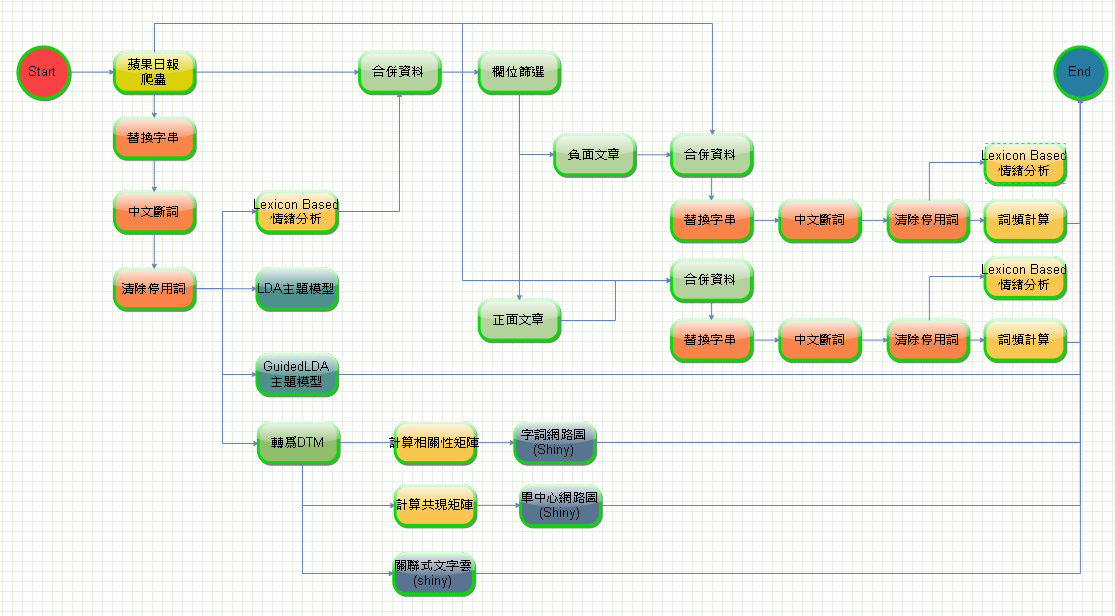 Start
蘋果日報
爬蟲
合併資料
欄位篩選
End
替換字串
負面文章
合併資料
Lexicon Based
情緒分析
中文斷詞
Lexicon Based
情緒分析
替換字串
中文斷詞
清除停用詞
詞頻計算
清除停用詞
LDA主題模型
合併資料
Lexicon Based
情緒分析
正面文章
替換字串
中文斷詞
清除停用詞
詞頻計算
GuidedLDA
主題模型
轉為DTM
計算相關性矩陣
字詞網路圖
(Shiny)
計算共現矩陣
單中心網路圖
(Shiny)
關聯式文字雲
(shiny)